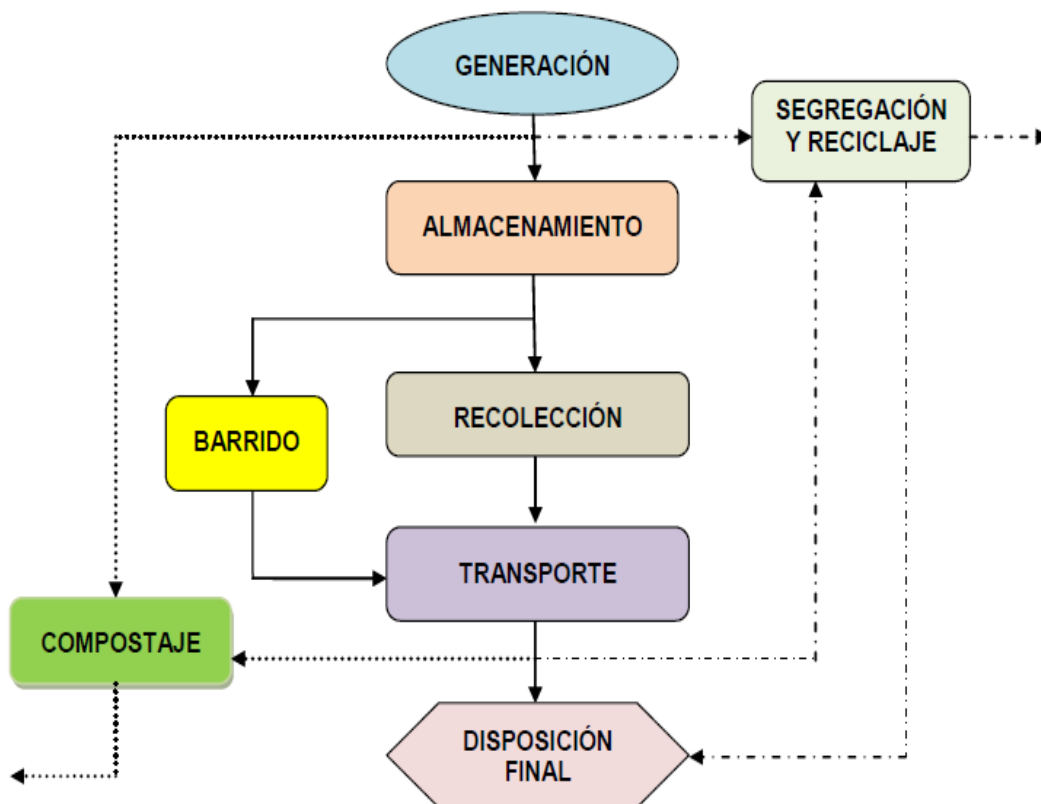 GENERACIÓN
SEGREGACIÓN
Y RECICLAJE
ALMACENAMIENTO
RECOLECCIÓN
BARRIDO
TRANSPORTE
COMPOSTAJE
DISPOSICIÓN
FINAL